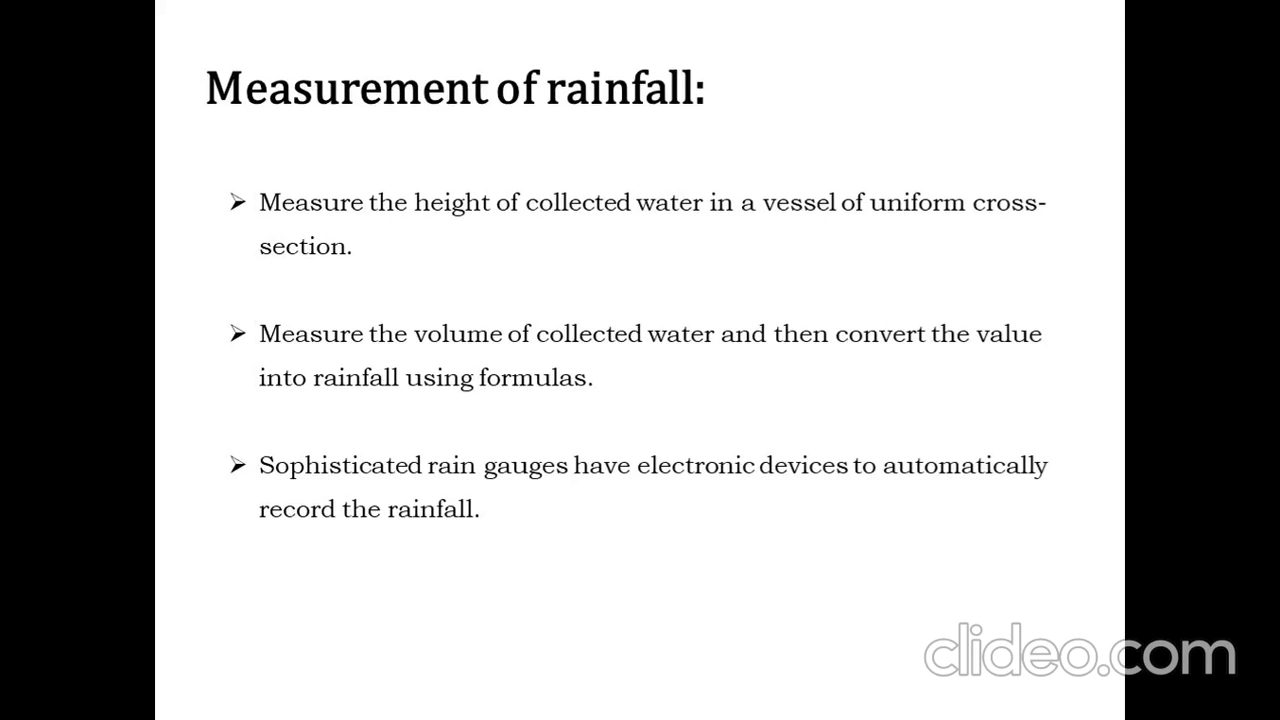 Measurement of rainfall:
➢ Measure the height of collected water in a vessel of uniform cross-
section.
➢ Measure the volume of collected water and then convert the value
into rainfall using formulas.
➢ Sophisticated rain gauges have electronic devices to automatically
record the rainfall.
clideo.com